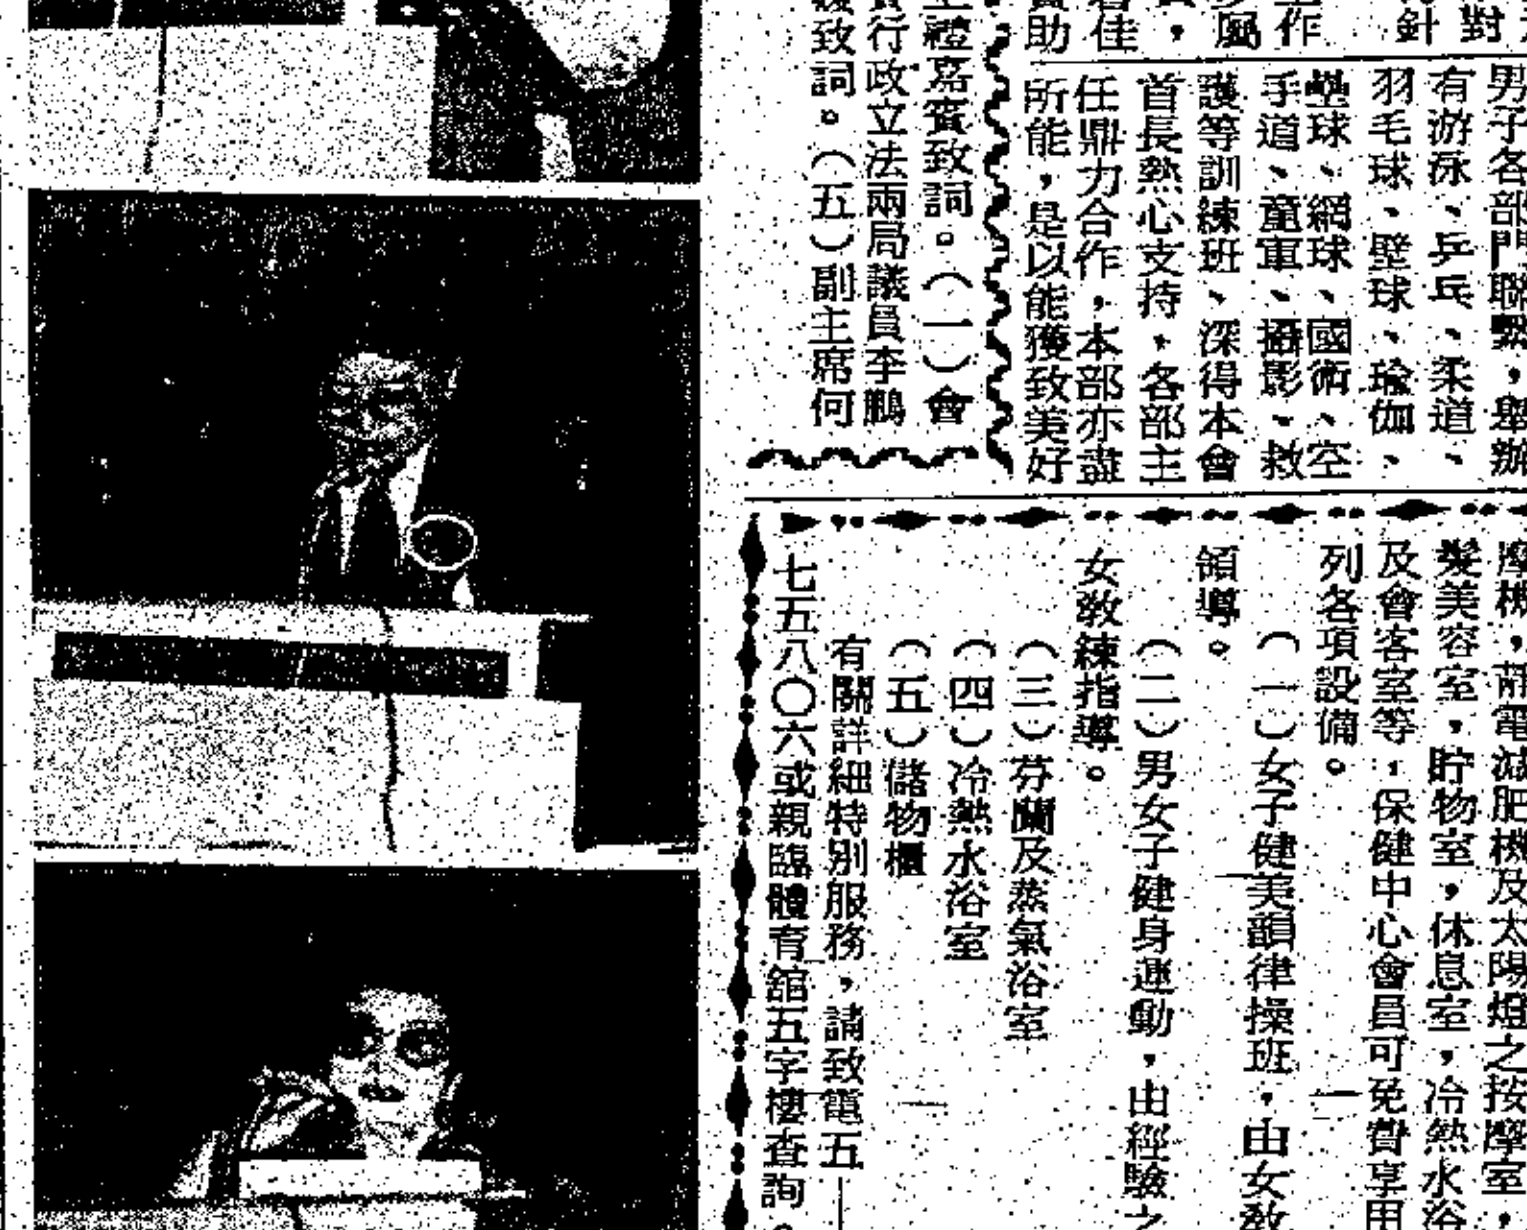 對
針
作
屬
，
佳
助
男子各部門聯繫，舉辦
有游泳、乒乓、柔道、
羽毛球、壁球、瑜伽、
壘球、網球、國術、空
手道、童軍、攝影、救
護等訓練班、深得本會
首長熱心支持，各部主
任鼎力合作，本部亦盡
所能，是以能獲致美好
禮嘉賓致詞。（一）會
行政立法兩局議員李鵬
致詞。（五）副主席何
摩機，靜電減肥機及太陽燈之按摩室，
髮美容室，貯物室，休息室，冷熱水浴
及會客室等，保健中心會員可免費享用
列各項設備。
（一）女子健美韻律操班，由女教
領導。
（二）男女子健身運動，由經驗之
女教練指導。
（三）芬蘭及蒸氣浴室
（四）冷熱水浴室
（五）儲物櫃
有關詳細特別服務，請致電五—
七五八〇六或親臨體育舘五字樓查詢。